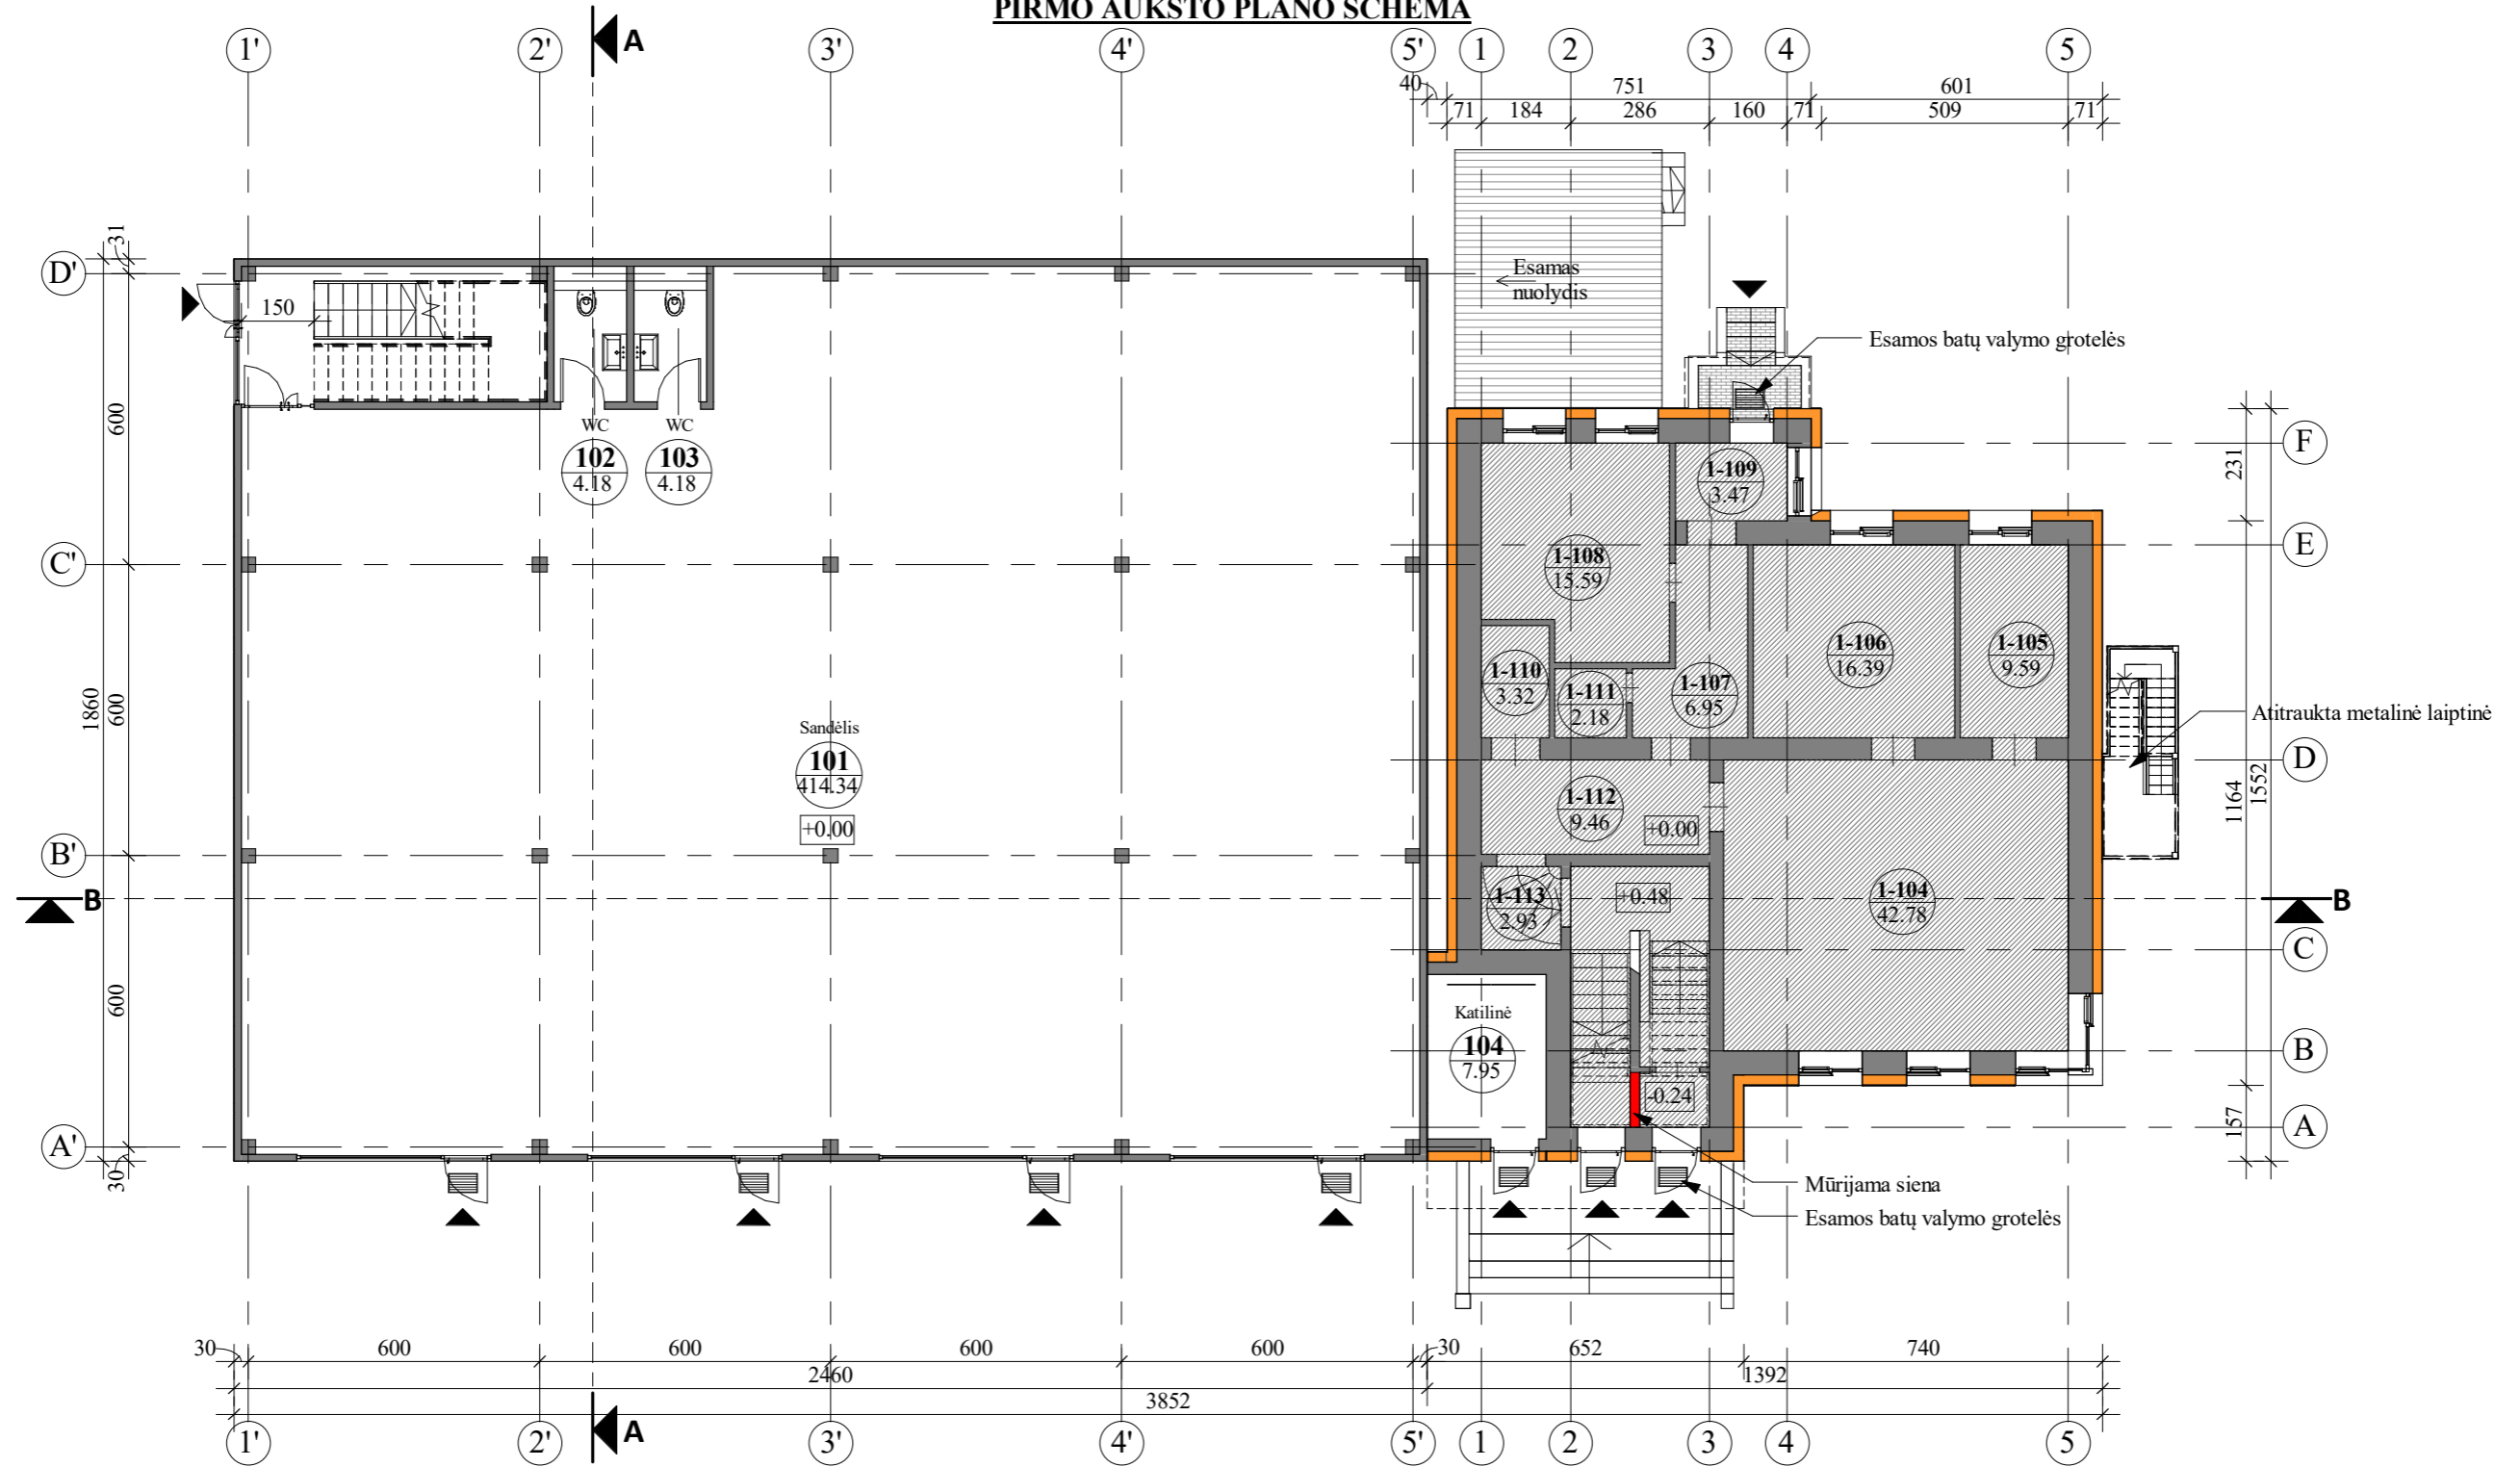 PIRMO AUKŠTO PLANO SCHEMA
1' 2' A 3' 4' 5' 1 2 3 4 5
40 751 601
71 184 286 160 71 509 71
31
D'
150
Esamas
nuolydis
Esamos batų valymo grotelės
600
WC WC
102 103
4.18 4.18
F
231
1-109
3.47
E
C'
1-108
15.59
1-106 1-105
16.39 9.59
1-110 1-111 1-107
3.32 2.18 6.95
1860
600
Atitraukta metalinė laiptinė
Sandėlis
101
414.34
+0.00
D
1164
1552
1-112
9.46
+0.00
B'
B
1-113
2.93
+0.48
1-104
42.78
B
C
600
Katilinė
104
7.95
B
-0.24
157
A'
A
30
Mūrijama siena
Esamos batų valymo grotelės
30 600 600 600 600 30 652 740
2460 1392
3852
1' 2' A 3' 4' 5' 1 2 3 4 5